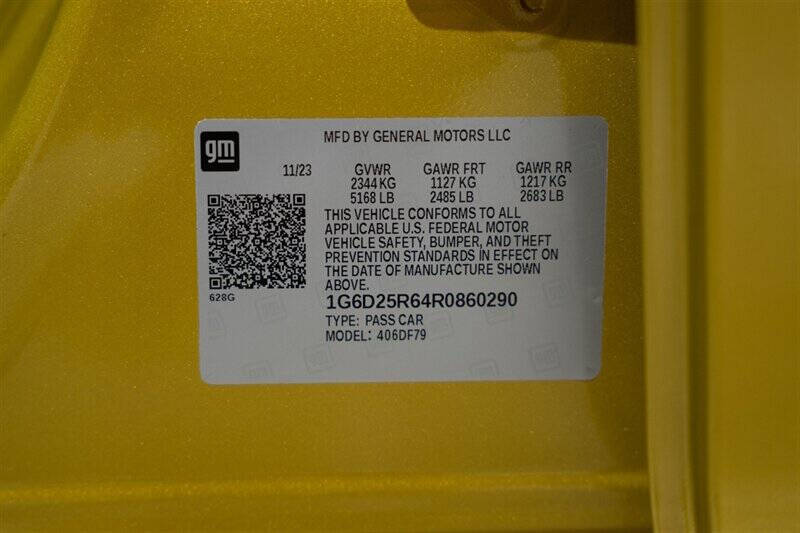 gm
MFD BY GENERAL MOTORS LLC
11/23 GVWR GAWR FRT GAWR RR
2344 KG 1127 KG 1217 KG
5168 LB 2485 LB 2683 LB
THIS VEHICLE CONFORMS TO ALL
APPLICABLE U.S. FEDERAL MOTOR
VEHICLE SAFETY, BUMPER, AND THEFT
PREVENTION STANDARDS IN EFFECT ON
THE DATE OF MANUFACTURE SHOWN
ABOVE.
628G
1G6D25R64R0860290
TYPE: PASS CAR
MODEL: 406DF79